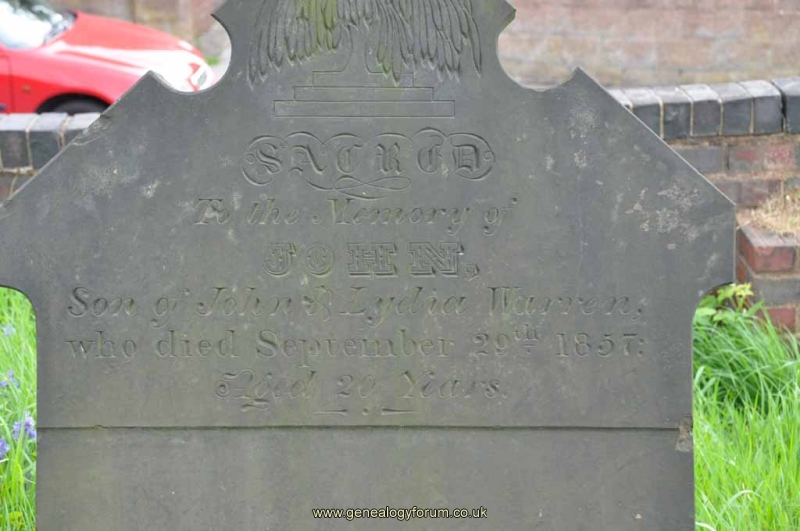 SACRED
To the Memory of
JOHN,
Son of John & Lydia Warren,
who died September 29th 1857:
Aged 20 Years.
www.genealogyforum.co.uk